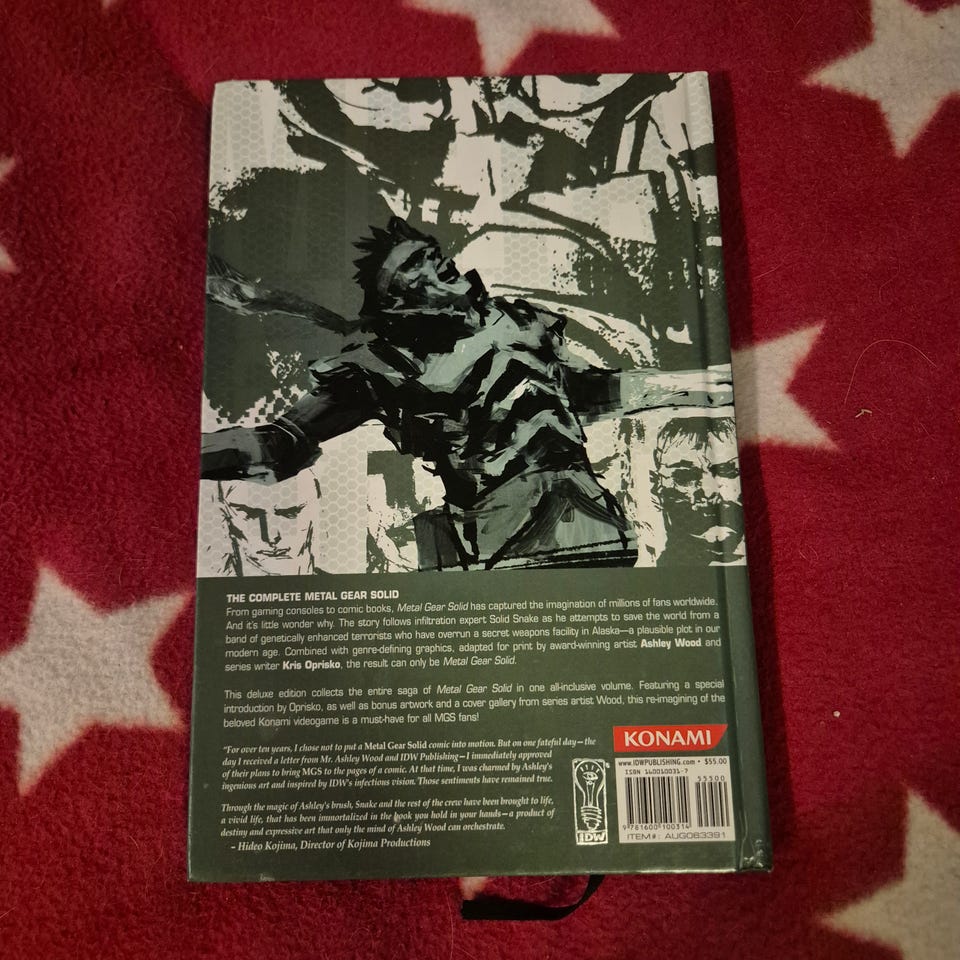 THE COMPLETE METAL GEAR SOLID
From gaming consoles to comic books, Metal Gear Solid has captured the imagination of millions of fans worldwide.
And it's little wonder why. The story follows infiltration expert Solid Snake as he attempts to save the world from a
band of genetically enhanced terrorists who have overrun a secret weapons facility in Alaska—a plausible plot in our
modern age. Combined with genre-defining graphics, adapted for print by award-winning artist Ashley Wood and
series writer Kris Oprisko, the result can only be Metal Gear Solid.
This deluxe edition collects the entire saga of Metal Gear Solid in one all-inclusive volume. Featuring a special
introduction by Oprisko, as well as bonus artwork and a cover gallery from series artist Wood, this re-imagining of the
beloved Konami videogame is a must-have for all MGS fans!
"For over ten years, I chose not to put a Metal Gear Solid comic into motion. But on one fateful day—the
day I received a letter from Mr. Ashley Wood and IDW Publishing—I immediately approved
of their plans to bring MGS to the pages of a comic. At that time, I was charmed by Ashley's
ingenious art and inspired by IDW's infectious vision. Those sentiments have remained true.
Through the magic of Ashley's brush, Snake and the rest of the crew have been brought to life,
a vivid life, that has been immortalized in the book you hold in your hands—a product of
destiny and expressive art that only the mind of Ashley Wood can orchestrate.
– Hideo Kojima, Director of Kojima Productions
IDW
KONAMI
www.IDWPUBLISHING.com • $55.00
ISBN 160010031-7
55500
9781600100314
ITEM#: AUG063391